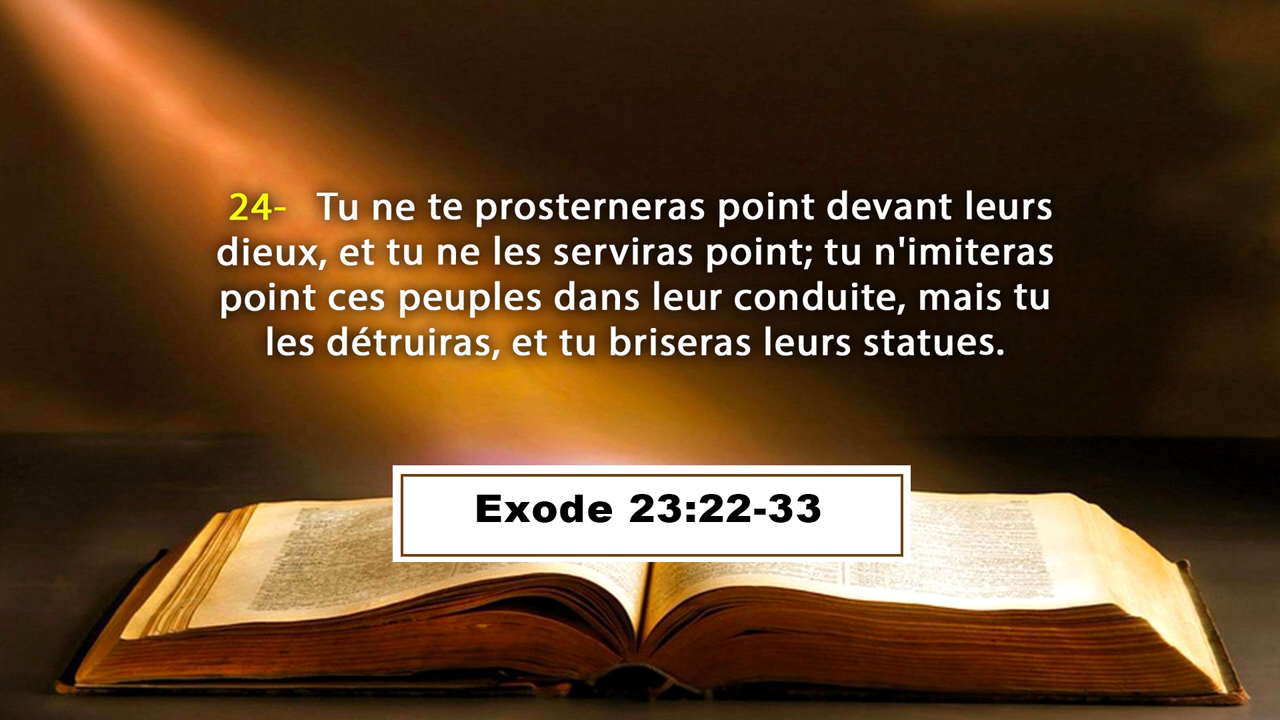 24- Tu ne te prosterneras point devant leurs
dieux, et tu ne les serviras point; tu n'imiteras
point ces peuples dans leur conduite, mais tu
les détruiras, et tu briseras leurs statues.
Exode 23:22-33